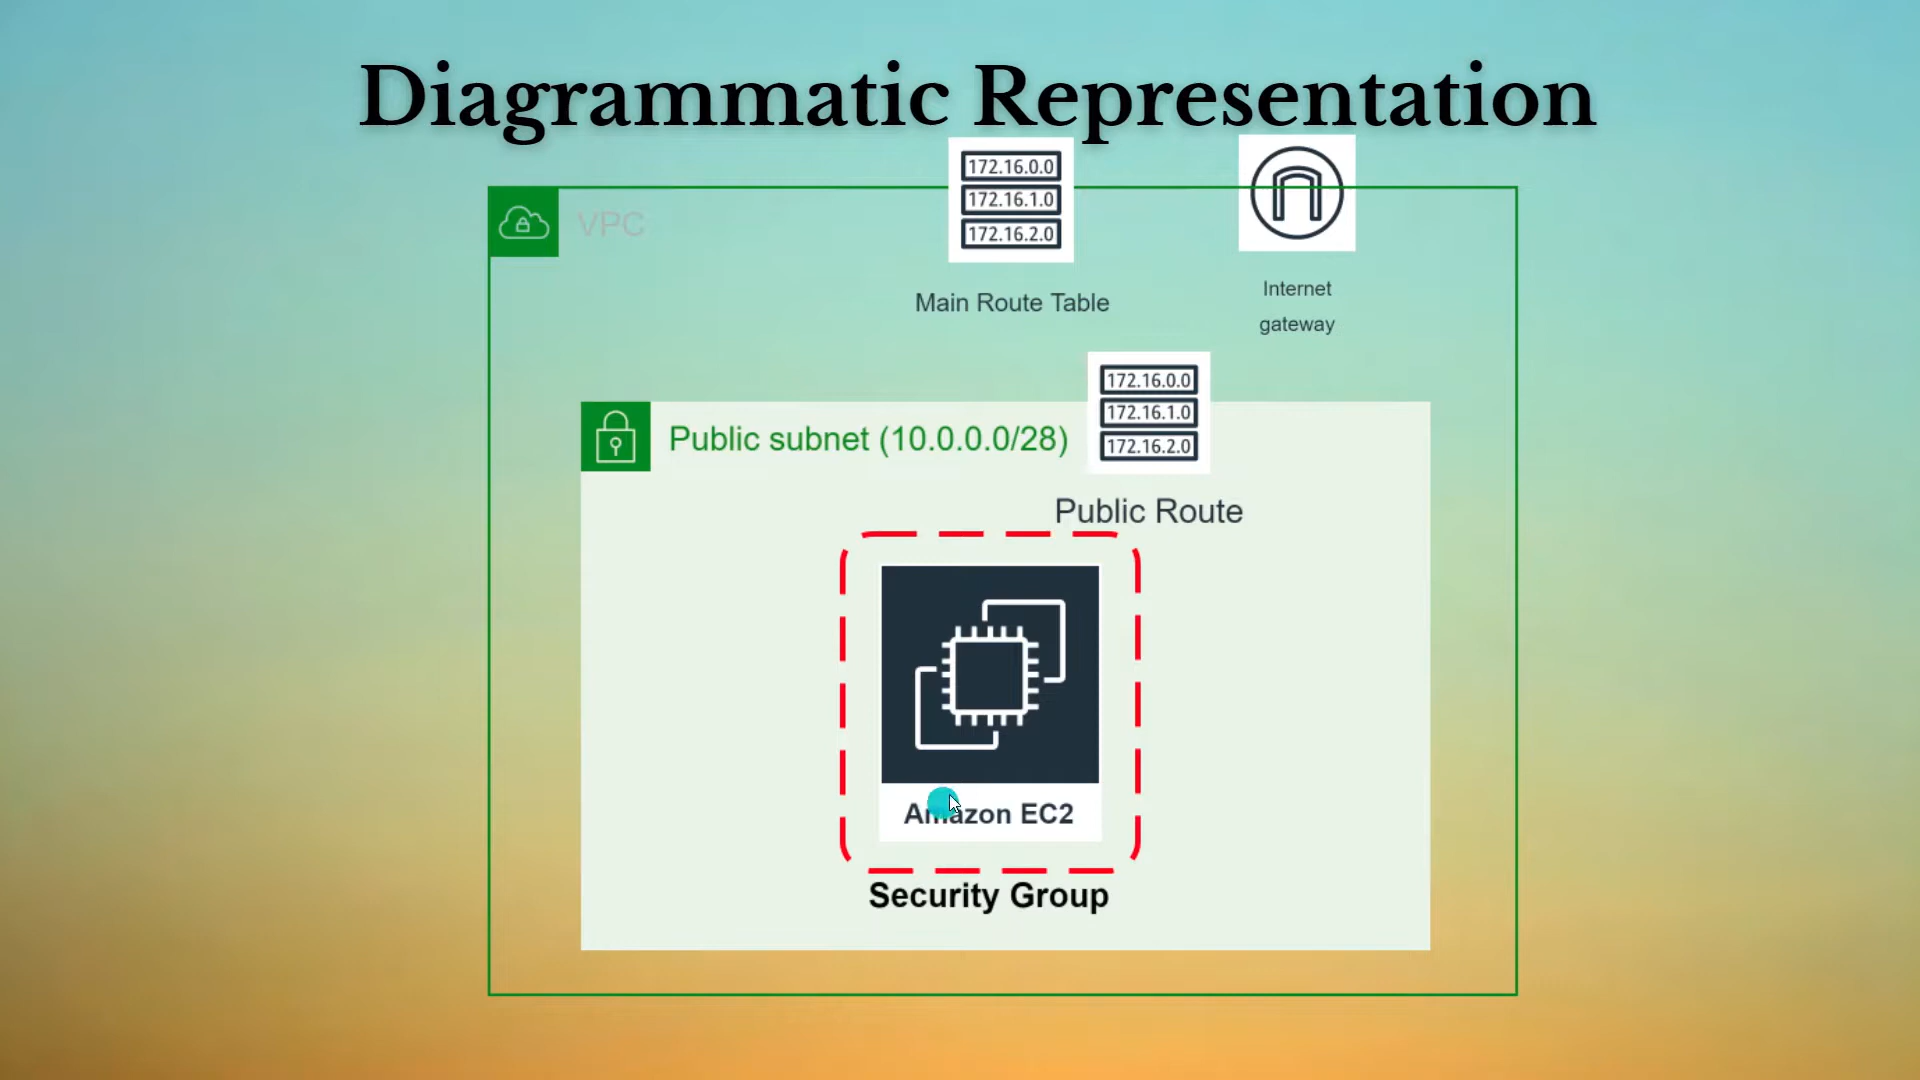 Diagrammatic Representation
172.16.0.0
172.16.1.0
172.16.2.0
VPC
Main Route Table
Internet
gateway
172.16.0.0
172.16.1.0
172.16.2.0
Public subnet (10.0.0.0/28)
Public Route
Amazon EC2
Security Group